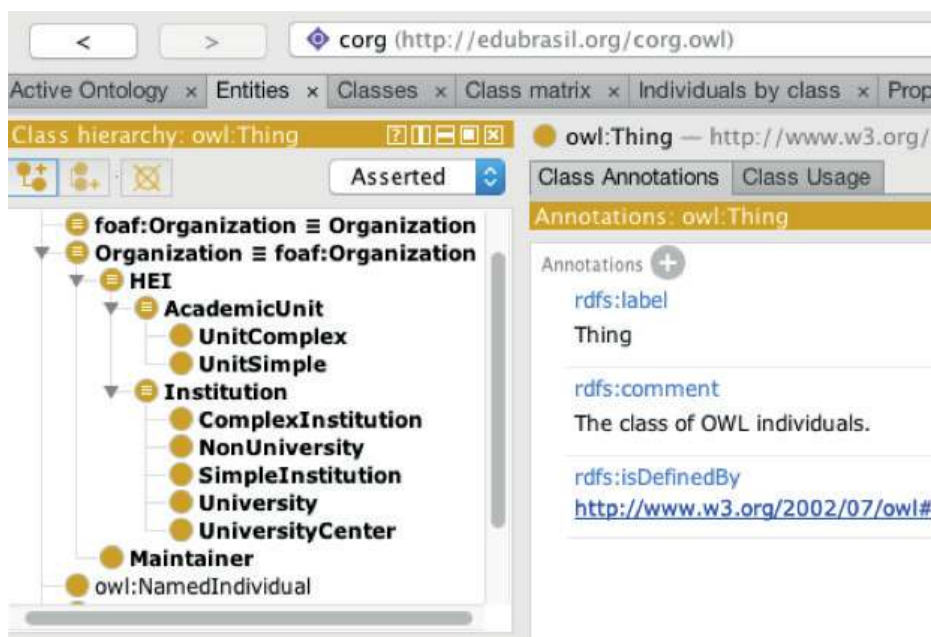 < > corg (http://edubrasil.org/corg.owl)
Active Ontology × Entities × Classes × Class matrix × Individuals by class × Prop
Class hierarchy: owl:Thing
Asserted
foaf:Organization ≡ Organization
Organization ≡ foaf:Organization
HEI
AcademicUnit
UnitComplex
UnitSimple
Institution
ComplexInstitution
NonUniversity
SimpleInstitution
University
UniversityCenter
Maintainer
owl:NamedIndividual
owl:Thing — http://www.w3.org/
Class Annotations Class Usage
Annotations: owl:Thing
Annotations
rdfs:label
Thing
rdfs:comment
The class of OWL individuals.
rdfs:isDefinedBy
http://www.w3.org/2002/07/owl#